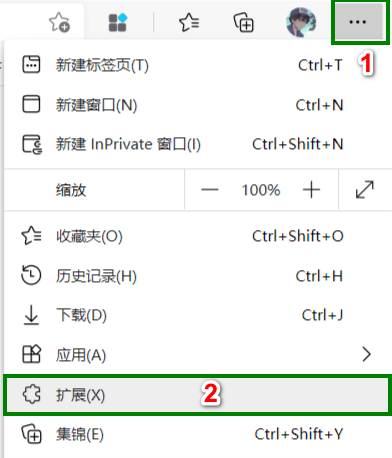 1
新建标签页(T) Ctrl+T
新建窗口(N) Ctrl+N
新建 InPrivate 窗口(I) Ctrl+Shift+N
缩放 — 100% +
收藏夹(O) Ctrl+Shift+O
历史记录(H) Ctrl+H
下载(D) Ctrl+J
应用(A)
扩展(X) 2
集锦(E) Ctrl+Shift+Y